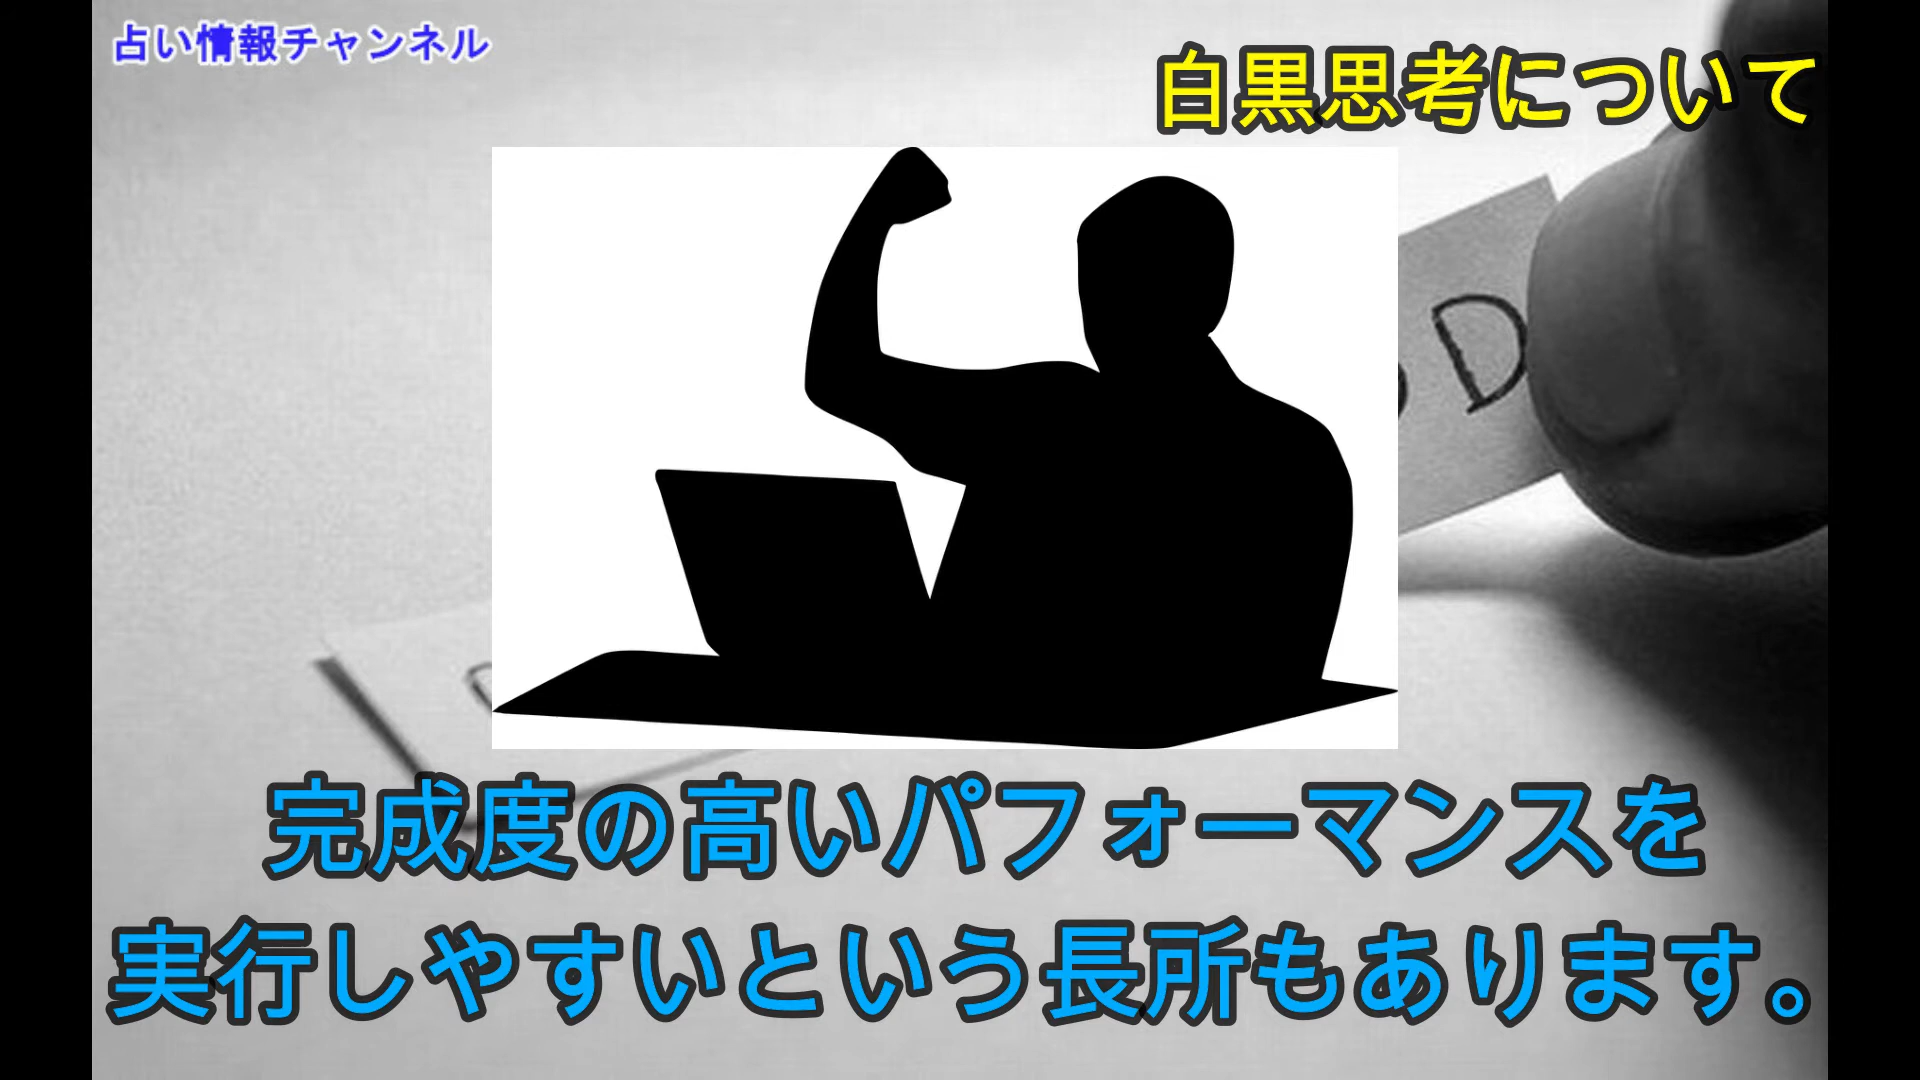 占い情報チャンネル
白黒思考について
D
完成度の高いパフォーマンスを
実行しやすいという長所もあります。